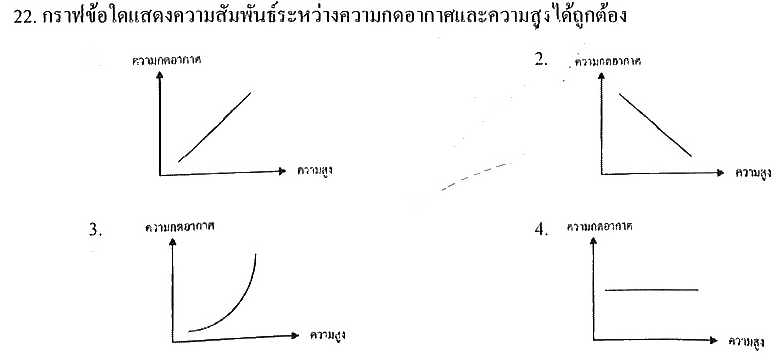 22. กราฟข้อใดแสดงความสัมพันธ์ระหว่างความกดอากาศและความสูงได้ถูกต้อง
ความกดอากาศ
ความสูง
2.
ความกดอากาศ
ความสูง
3.
ความกดอากาศ
ความสูง
4.
ความกดอากาศ
ความสูง